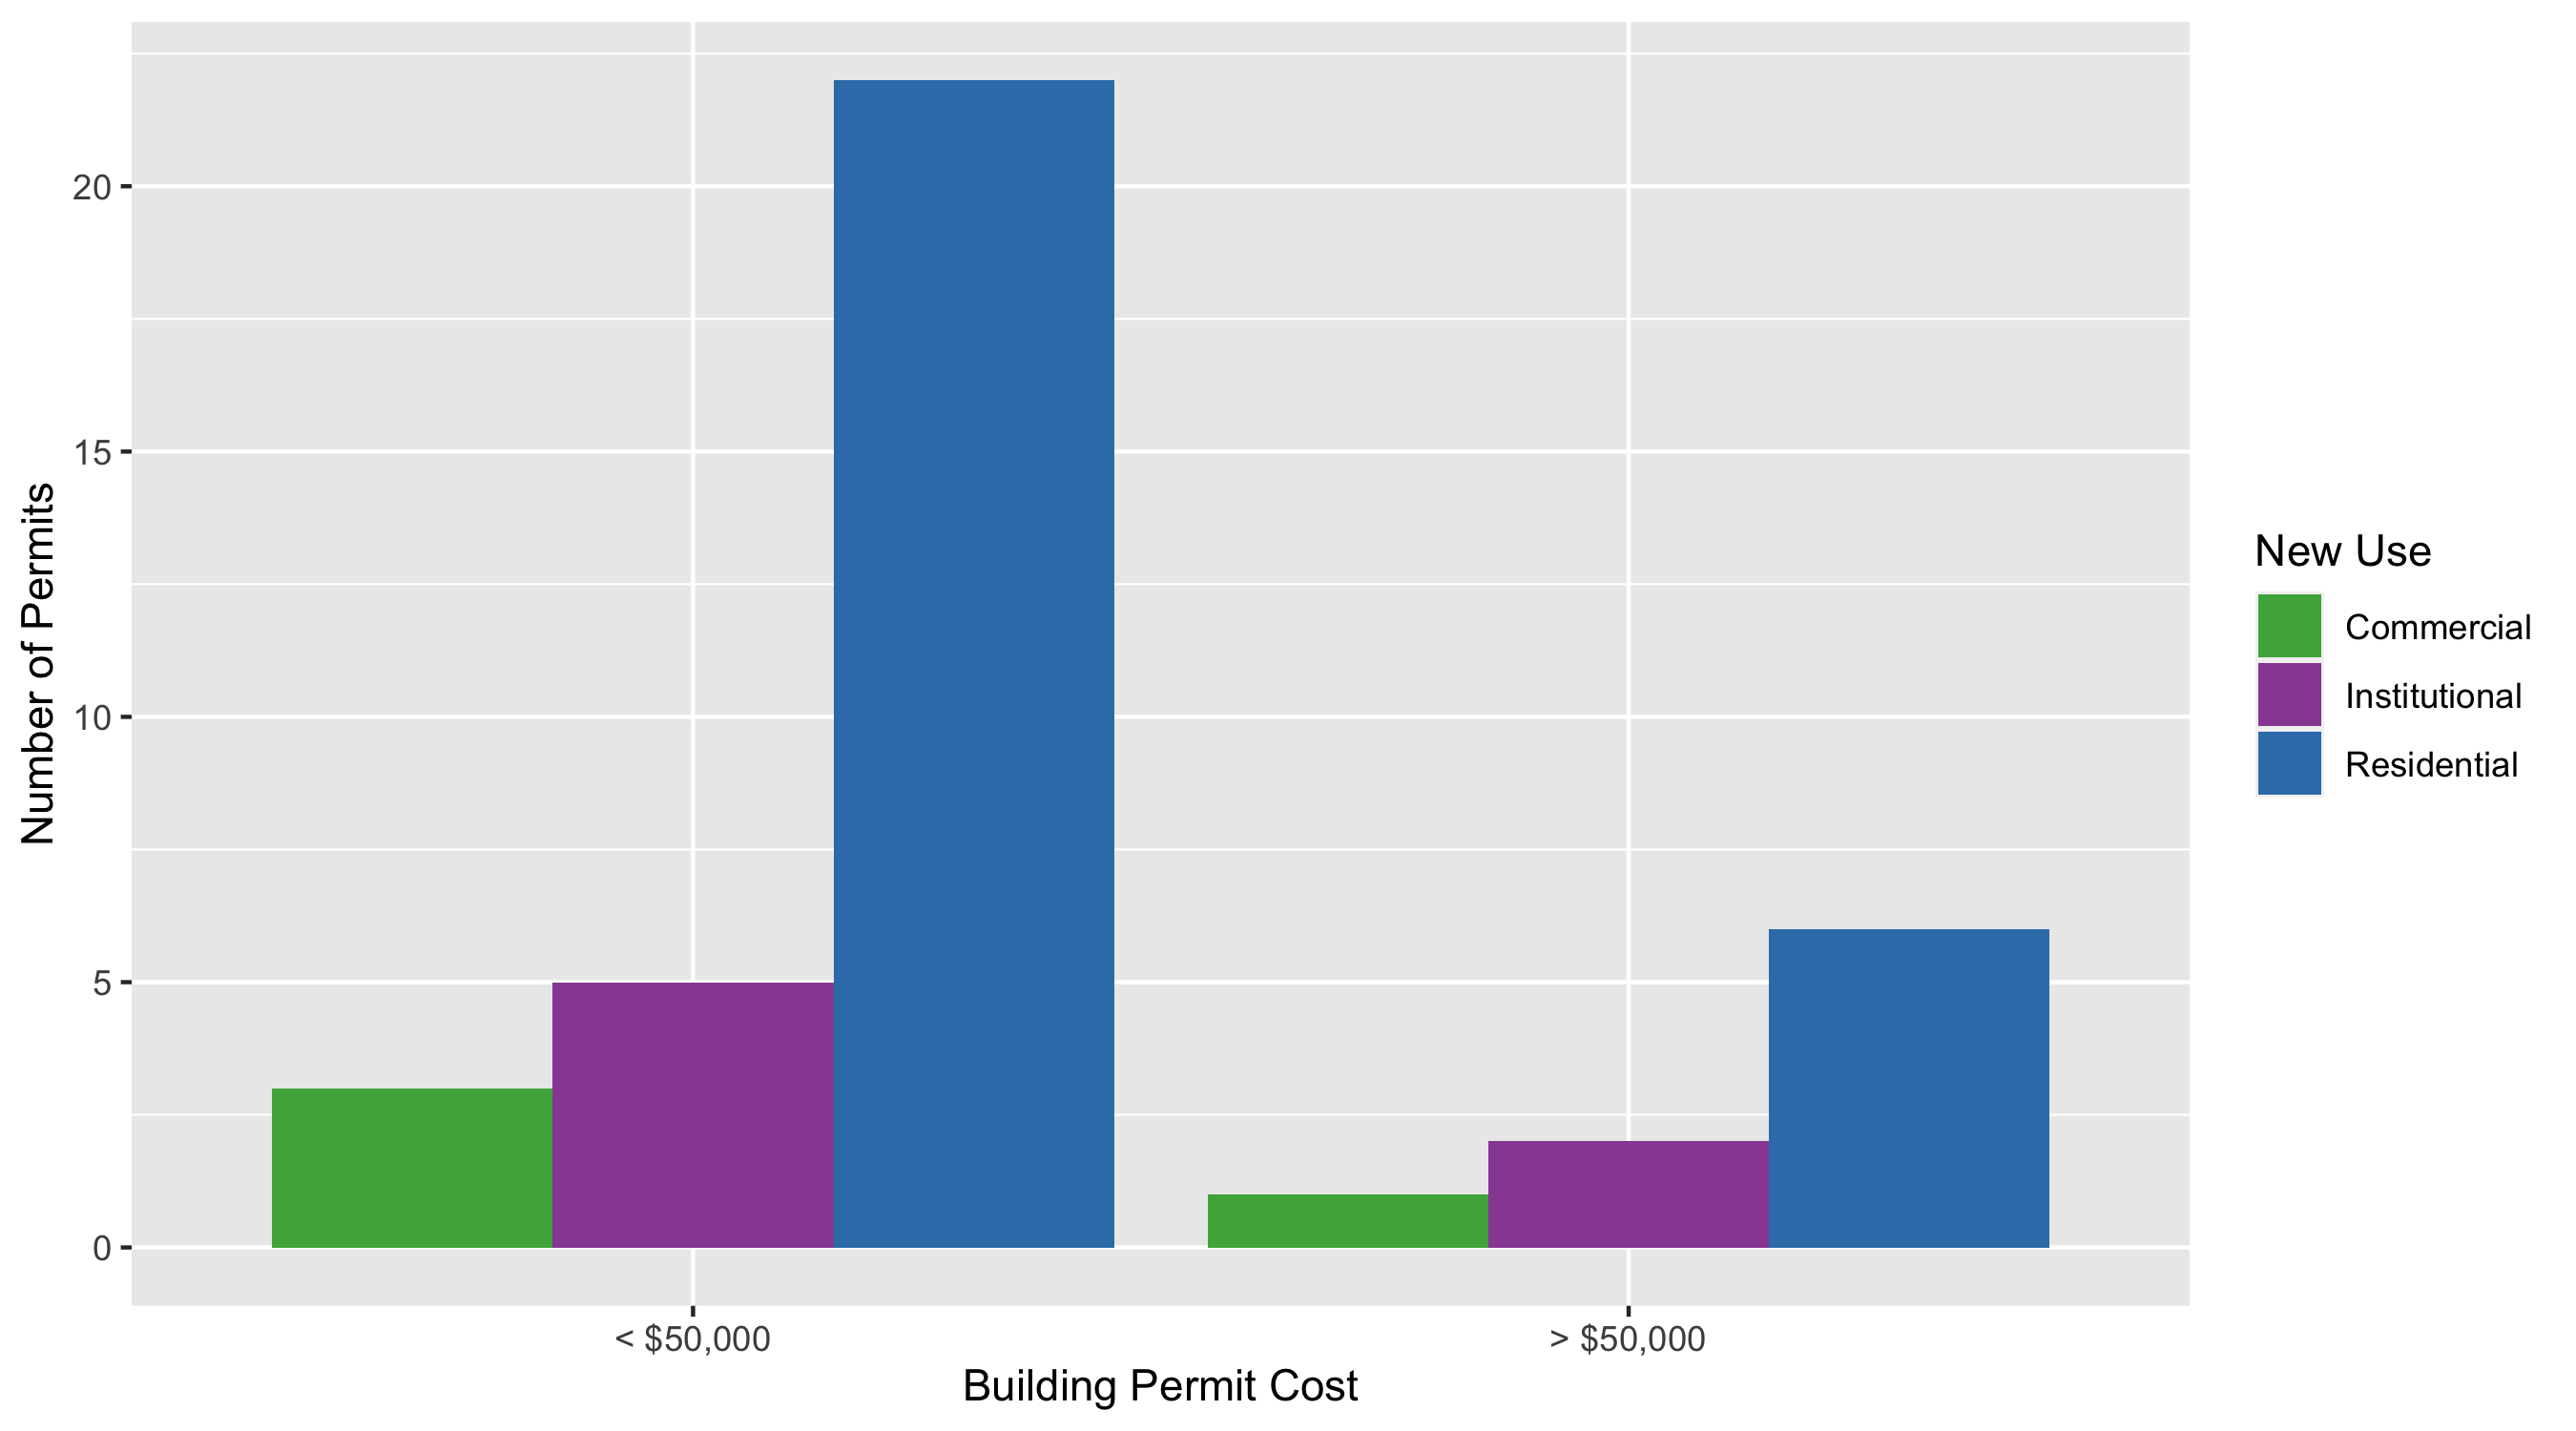 20
15
10
5
0
Number of Permits
< $50,000
> $50,000
Building Permit Cost
New Use
Commercial
Institutional
Residential